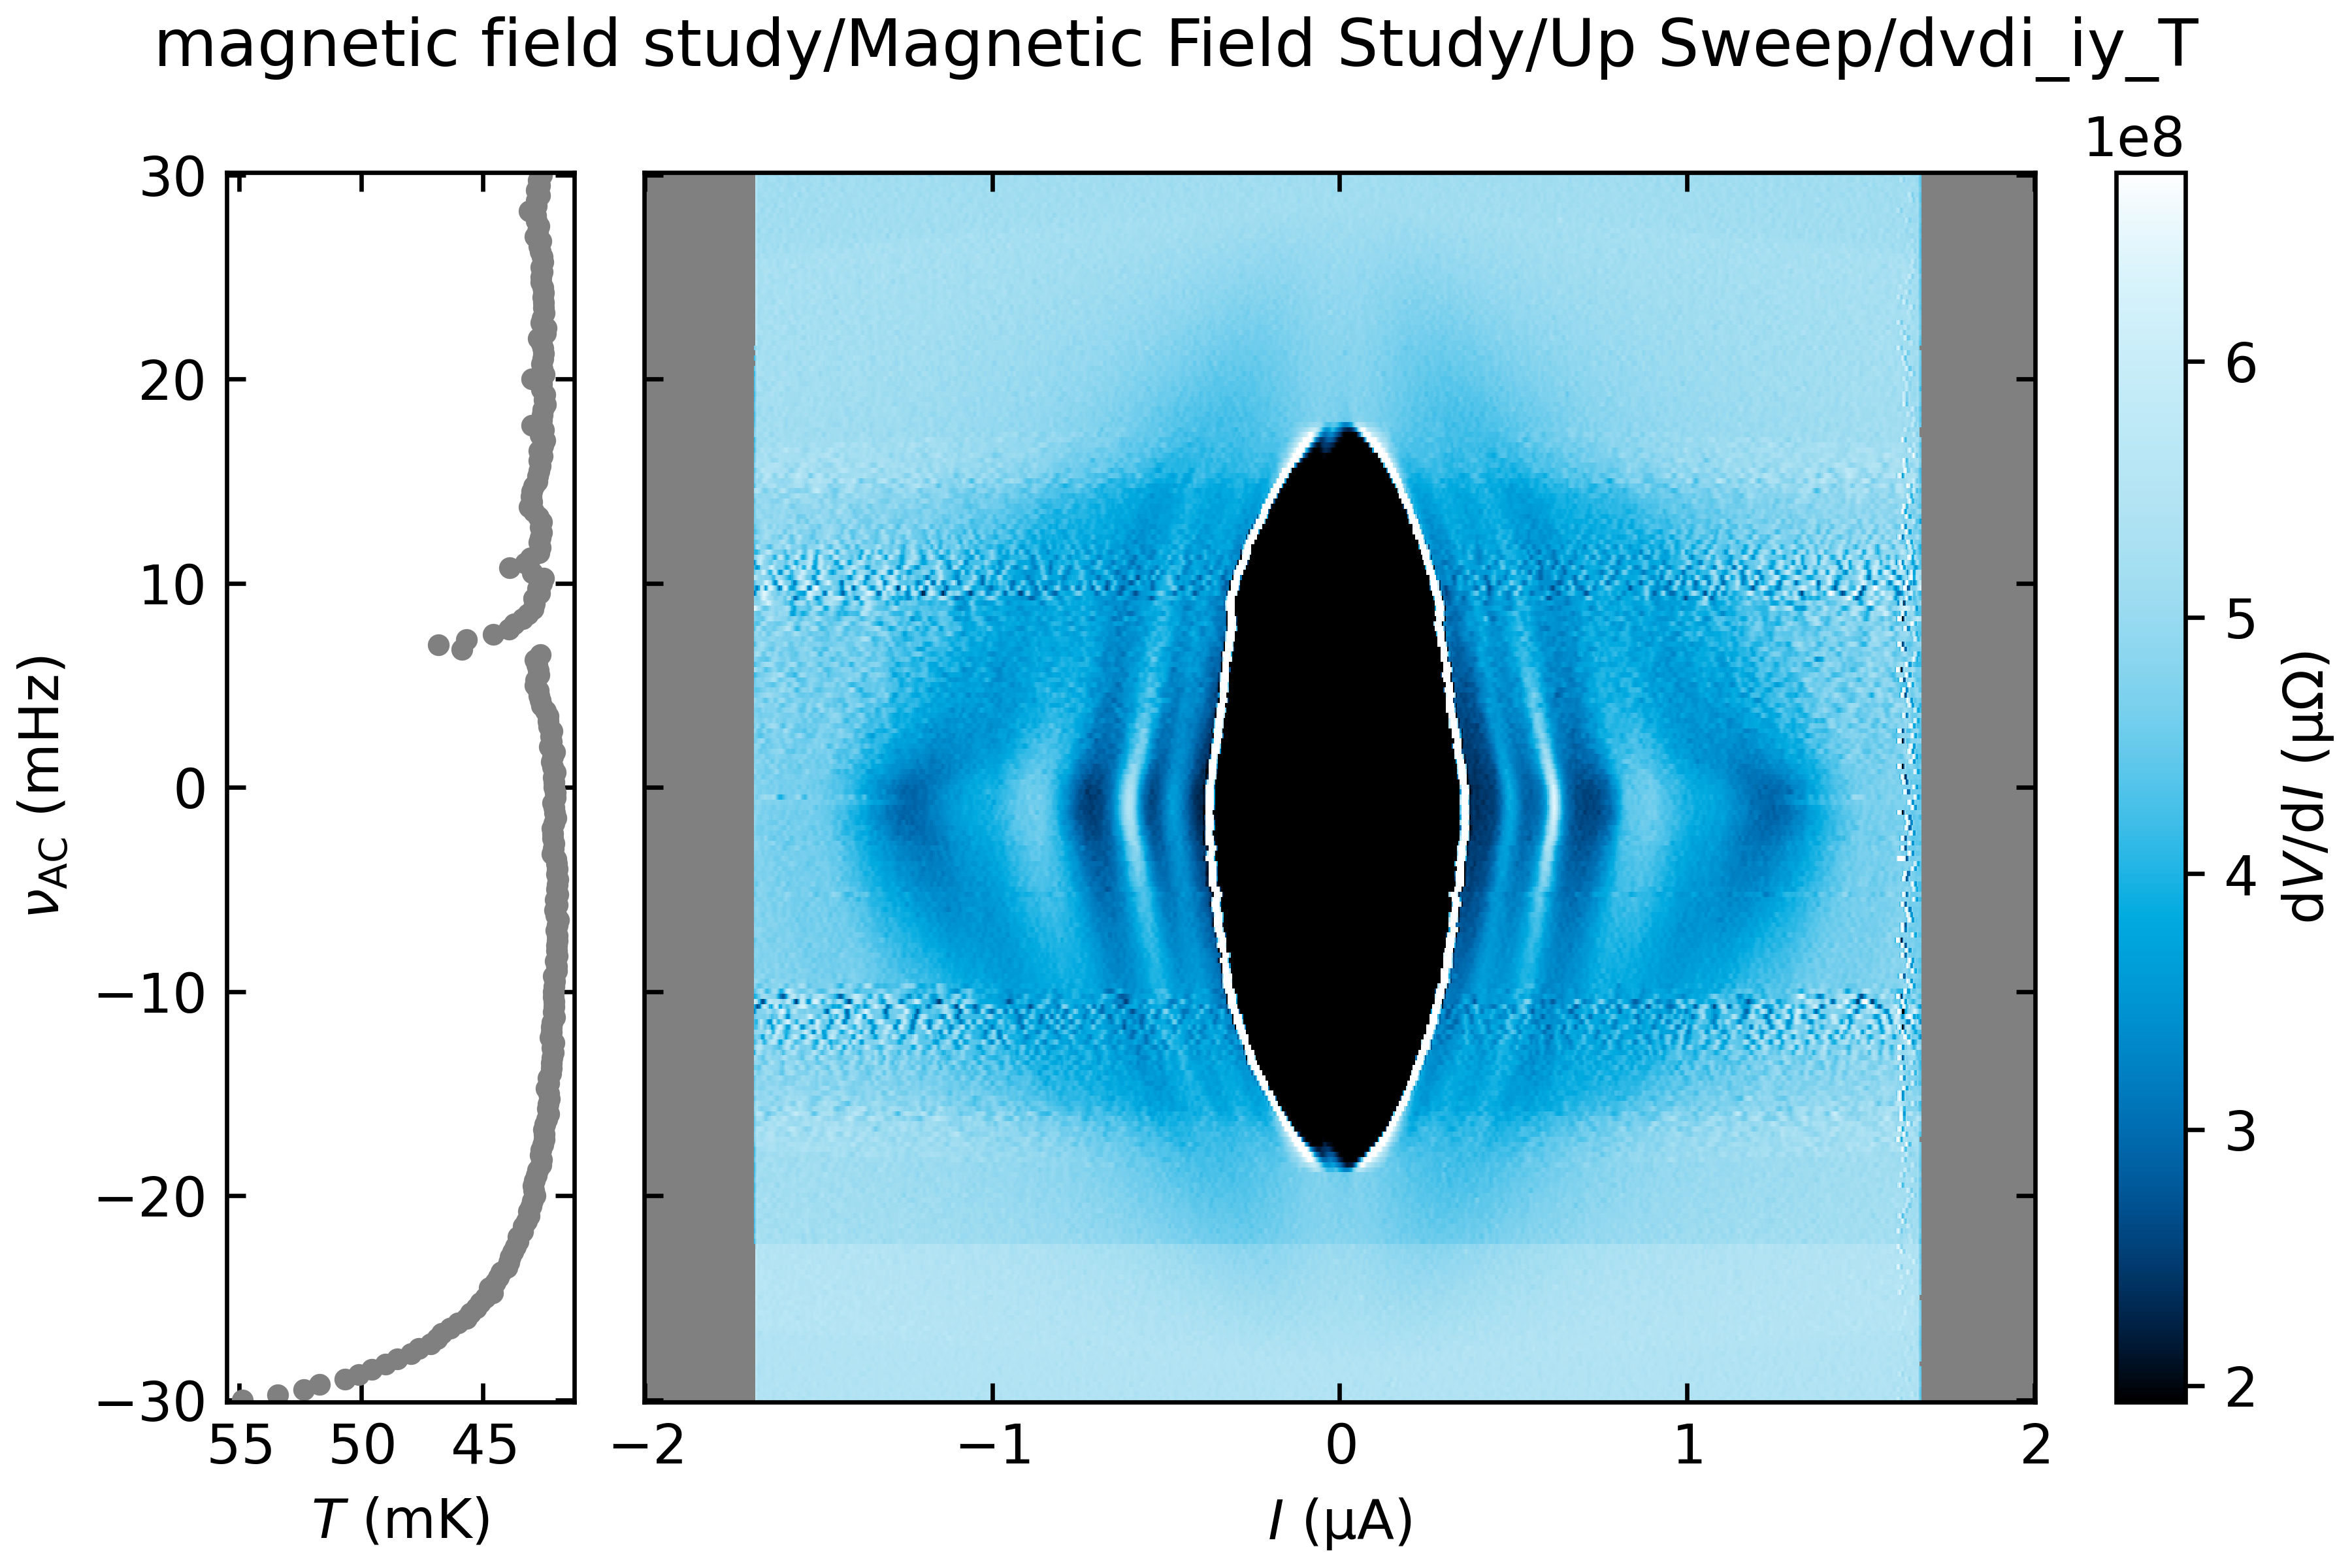 magnetic field study/Magnetic Field Study/Up Sweep/dvdi_iy_T
1e8
30
20
10
0
−10
−20
−30
νAC (mHz)
55 50 45
T (mK)
−2 −1 0 1 2
I (µA)
6
5
4
3
2
dV/dI (µΩ)